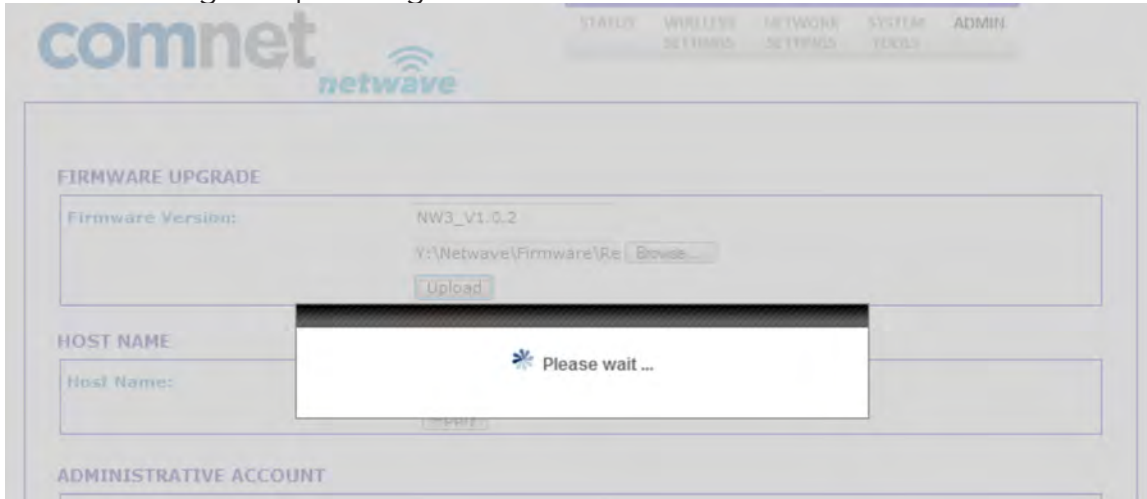 comnet
netwave
STATUS WIRELESS SETTINGS NETWORK SETTINGS SYSTEM TOOLS ADMIN
FIRMWARE UPGRADE
Firmware Version: NW3_V1.0.2
Y:\Netwave\Firmware\Re Browse...
Upload
HOST NAME
Please wait ...
Host Name:
ADMINISTRATIVE ACCOUNT